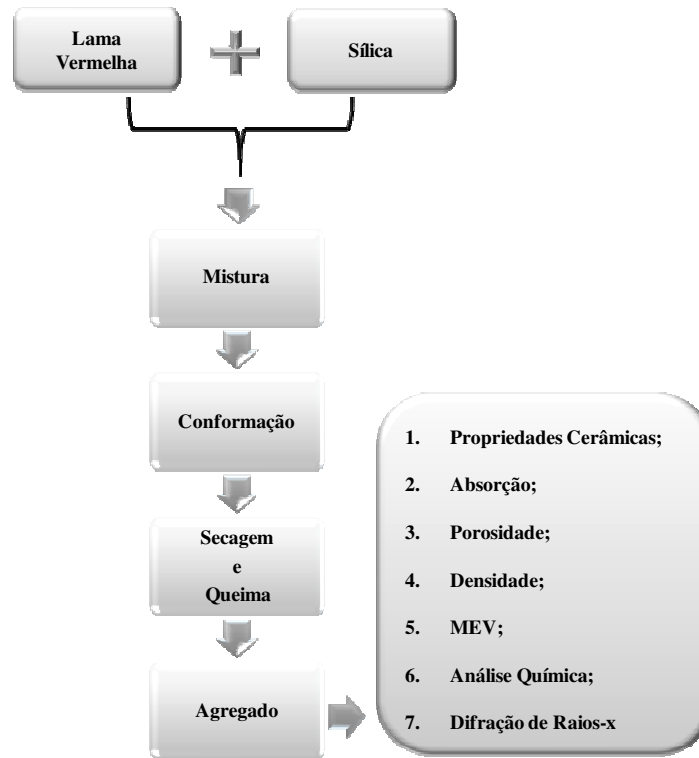 Lama
Vermelha
Sílica
Mistura
Conformação
Secagem
e
Queima
Agregado
1. Propriedades Cerâmicas;
2. Absorção;
3. Porosidade;
4. Densidade;
5. MEV;
6. Análise Química;
7. Difração de Raios-x